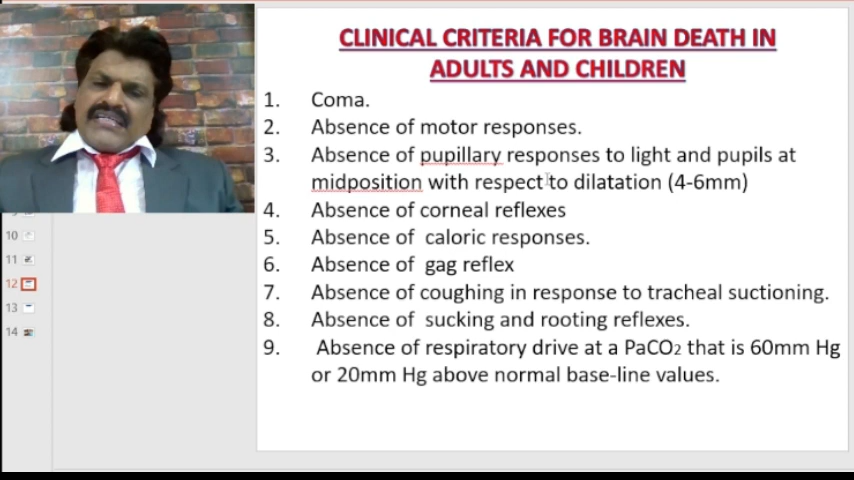 CLINICAL CRITERIA FOR BRAIN DEATH IN
ADULTS AND CHILDREN
1. Coma.
2. Absence of motor responses.
3. Absence of pupillary responses to light and pupils at
midposition with respect to dilatation (4-6mm)
4. Absence of corneal reflexes
5. Absence of caloric responses.
6. Absence of gag reflex
7. Absence of coughing in response to tracheal suctioning.
8. Absence of sucking and rooting reflexes.
9. Absence of respiratory drive at a PaCO2 that is 60mm Hg
or 20mm Hg above normal base-line values.
10
11
12
13
14